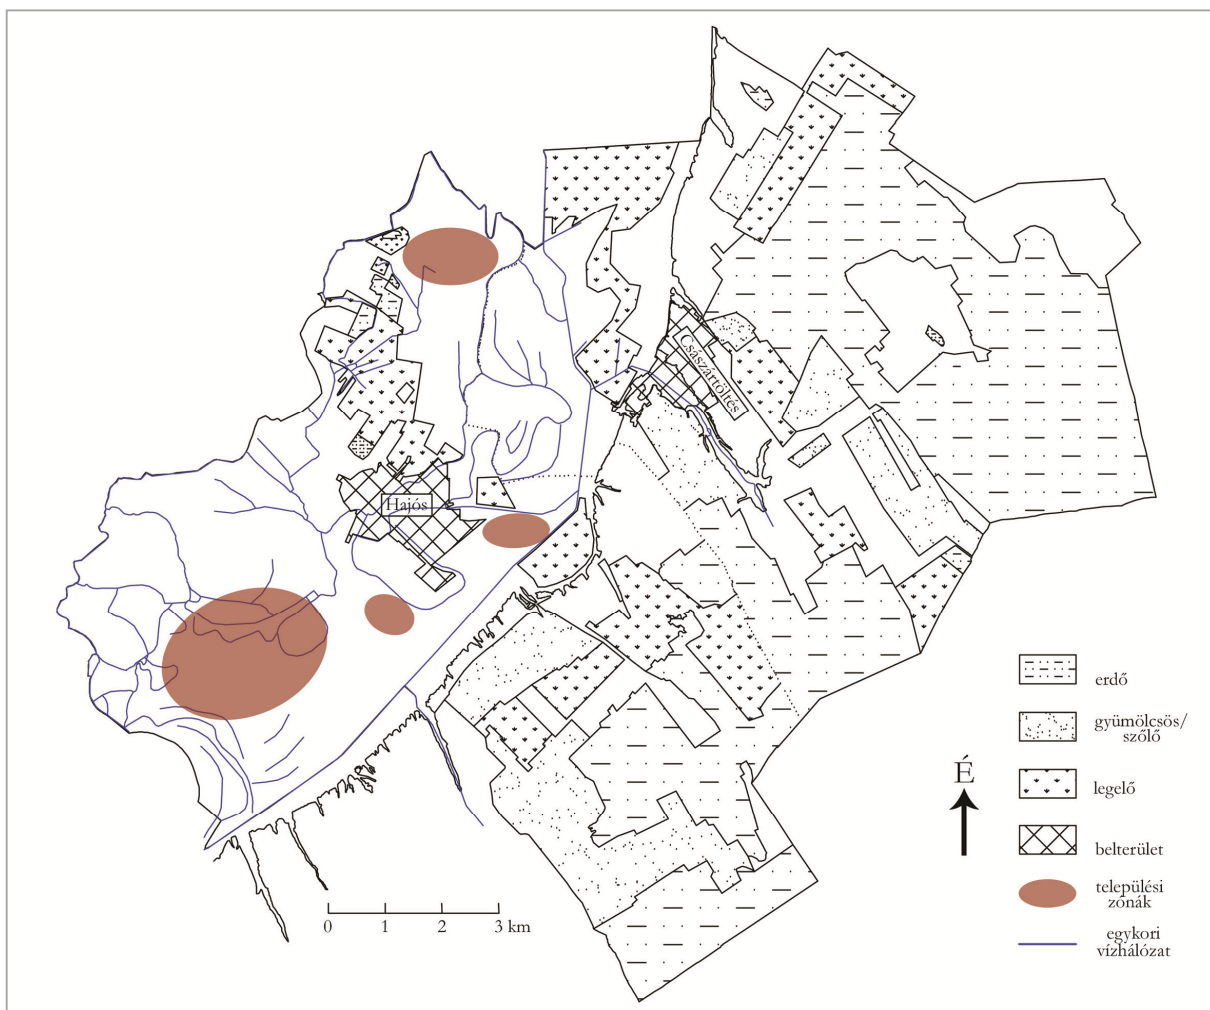 Császártöltés
Hajós
erdő
gyümölcsös/
szőlő
legelő
É
belterület
települési
zónák
egykori
vízhálózat
0 1 2 3 km